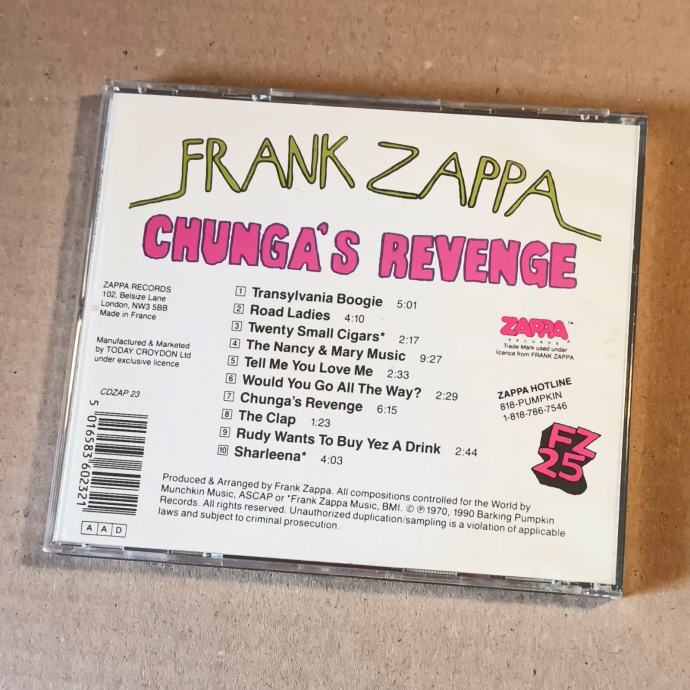 FRANK ZAPPA
CHUNGA'S REVENGE
ZAPPA RECORDS
102, Belsize Lane
London, NW3 5BB
Made in France
Manufactured & Marketed
by TODAY CROYDON Ltd
under exclusive licence
CDZAP 23
5 016583 602321
A A D
1 Transylvania Boogie 5:01
2 Road Ladies 4:10
3 Twenty Small Cigars* 2:17
4 The Nancy & Mary Music 9:27
5 Tell Me You Love Me 2:33
6 Would You Go All The Way? 2:29
7 Chunga's Revenge 6:15
8 The Clap 1:23
9 Rudy Wants To Buy Yez A Drink 2:44
10 Sharleena* 4:03
ZAPPA™
RECORDS®
Trade Mark used under
licence from FRANK ZAPPA
ZAPPA HOTLINE
818-PUMPKIN
1-818-786-7546
FZ
25
Produced & Arranged by Frank Zappa. All compositions controlled for the World by
Munchkin Music, ASCAP or *Frank Zappa Music, BMI. © ℗ 1970, 1990 Barking Pumpkin
Records. All rights reserved. Unauthorized duplication/sampling is a violation of applicable
laws and subject to criminal prosecution.